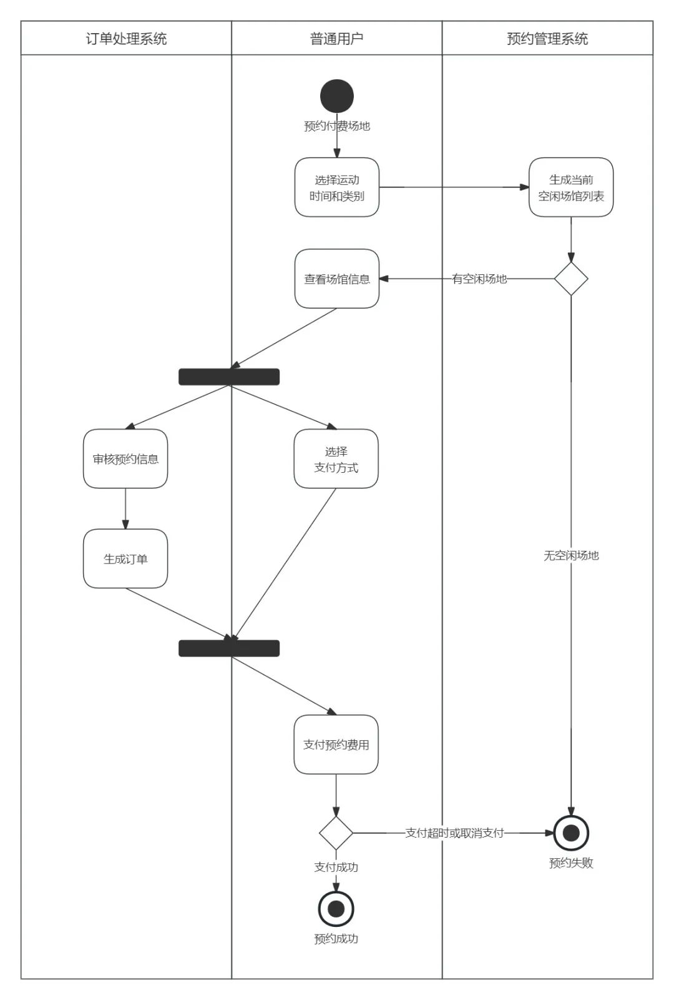 订单处理系统
普通用户
预约管理系统
预约付费场地
选择运动
时间和类别
生成当前
空闲场馆列表
查看场馆信息
有空闲场地
审核预约信息
选择
支付方式
生成订单
无空闲场地
支付预约费用
支付超时或取消支付
预约失败
支付成功
预约成功